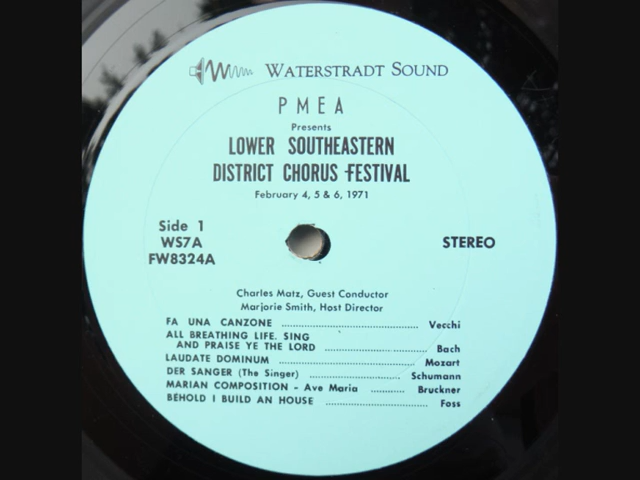 WATERSTRADT SOUND
PMEA
Presents
LOWER SOUTHEASTERN
DISTRICT CHORUS FESTIVAL
February 4, 5 & 6, 1971
Side 1
WS7A
FW8324A
STEREO
Charles Matz, Guest Conductor
Marjorie Smith, Host Director
FA UNA CANZONE ........ Vecchi
ALL BREATHING LIFE. SING
AND PRAISE YE THE LORD ........ Bach
LAUDATE DOMINUM ........ Mozart
DER SANGER (The Singer) ........ Schumann
MARIAN COMPOSITION - Ave Maria ........ Bruckner
BEHOLD I BUILD AN HOUSE ........ Foss